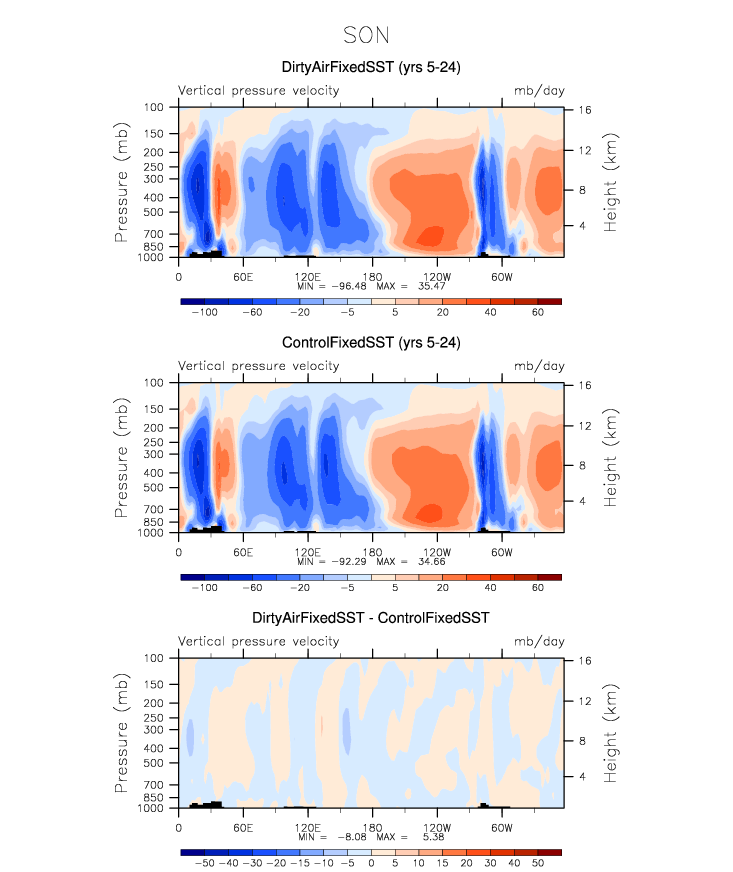 SON
DirtyAirFixedSST (yrs 5-24)
Vertical pressure velocity mb/day
Pressure (mb)
100
150
200
250
300
400
500
700
850
1000
16
12
8
4
Height (km)
0 60E 120E 180 120W 60W
MIN = -96.48 MAX = 35.47
-100 -60 -20 -5 5 20 40 60
ControlFixedSST (yrs 5-24)
Vertical pressure velocity mb/day
Pressure (mb)
100
150
200
250
300
400
500
700
850
1000
16
12
8
4
Height (km)
0 60E 120E 180 120W 60W
MIN = -92.29 MAX = 34.66
-100 -60 -20 -5 5 20 40 60
DirtyAirFixedSST - ControlFixedSST
Vertical pressure velocity mb/day
Pressure (mb)
100
150
200
250
300
400
500
700
850
1000
16
12
8
4
Height (km)
0 60E 120E 180 120W 60W
MIN = -8.08 MAX = 5.38
-50 -40 -30 -20 -15 -10 -5 0 5 10 15 20 30 40 50